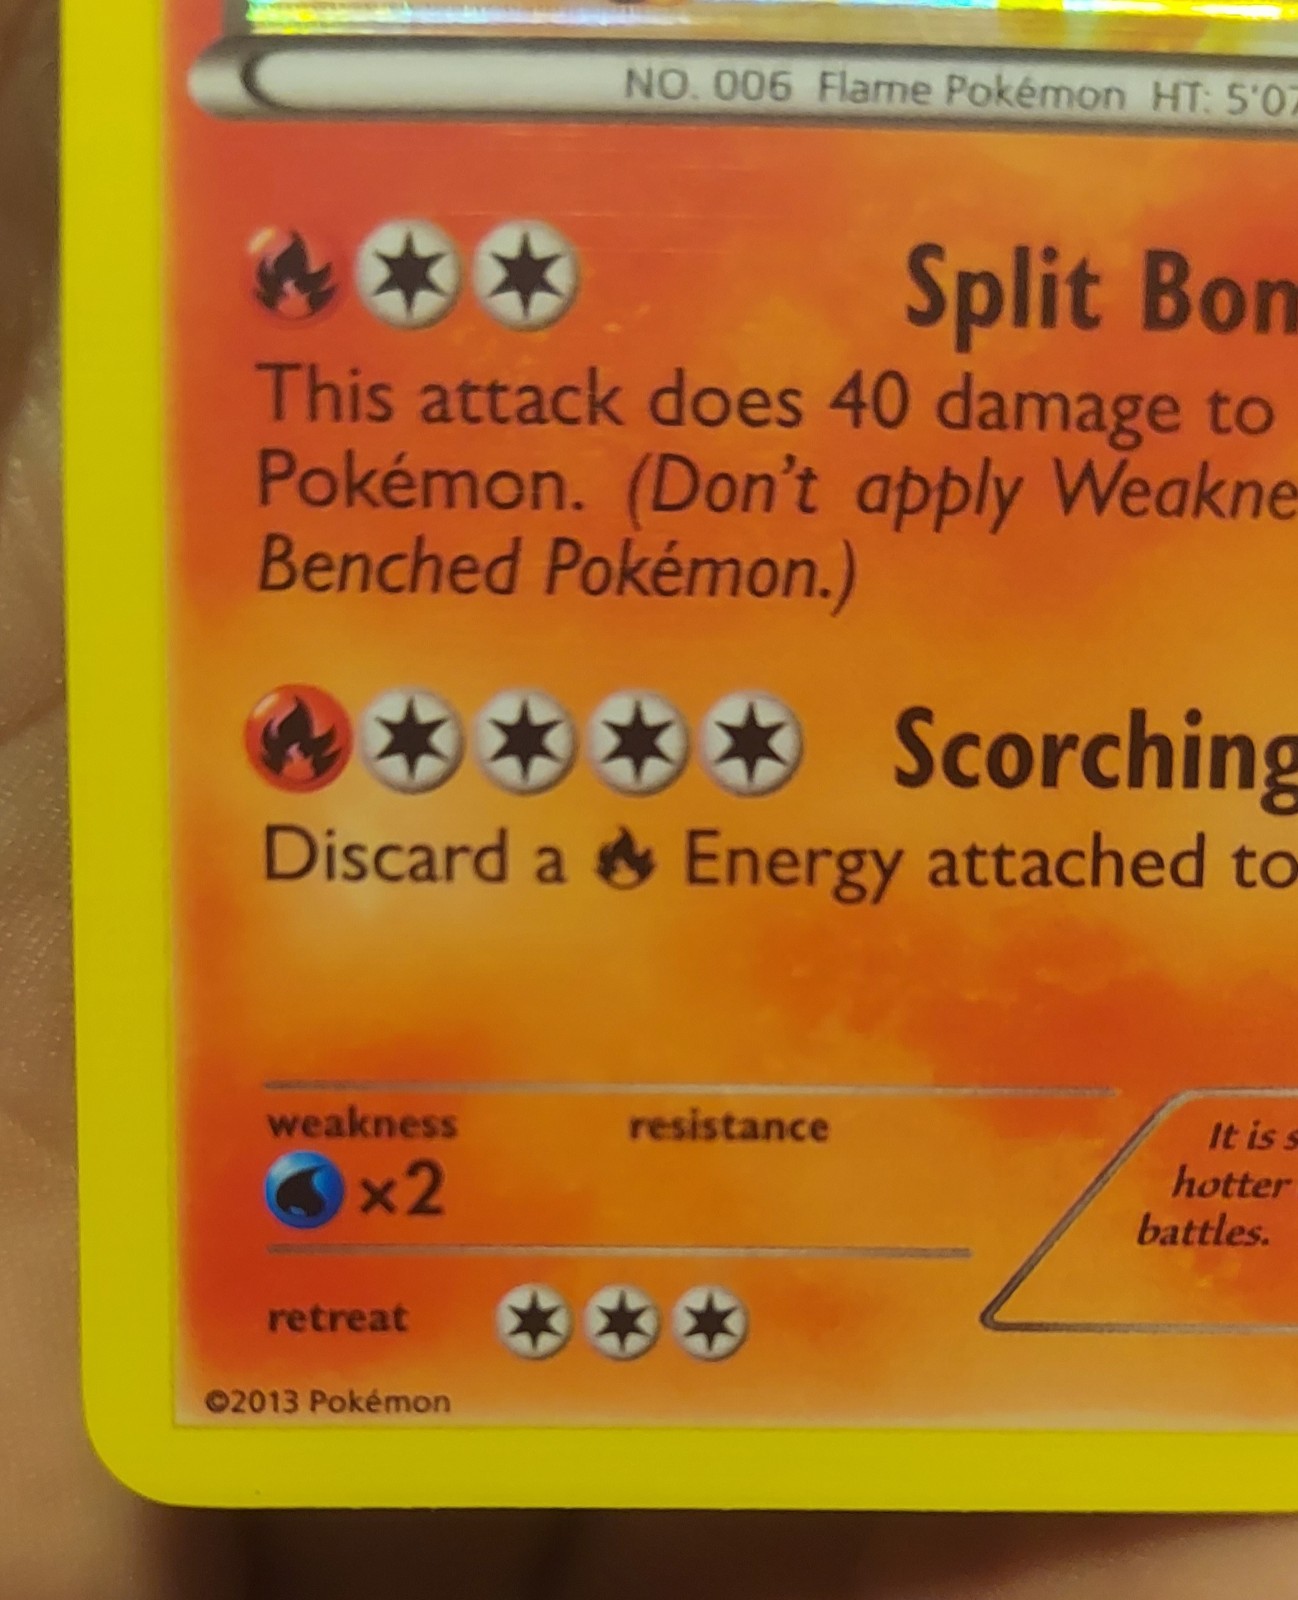 NO. 006 Flame Pokémon HT: 5'07
Split Bon
This attack does 40 damage to
Pokémon. (Don't apply Weakne
Benched Pokémon.)
Scorching
Discard a Energy attached to
weakness resistance
×2
It is s
hotter
battles.
retreat
©2013 Pokémon